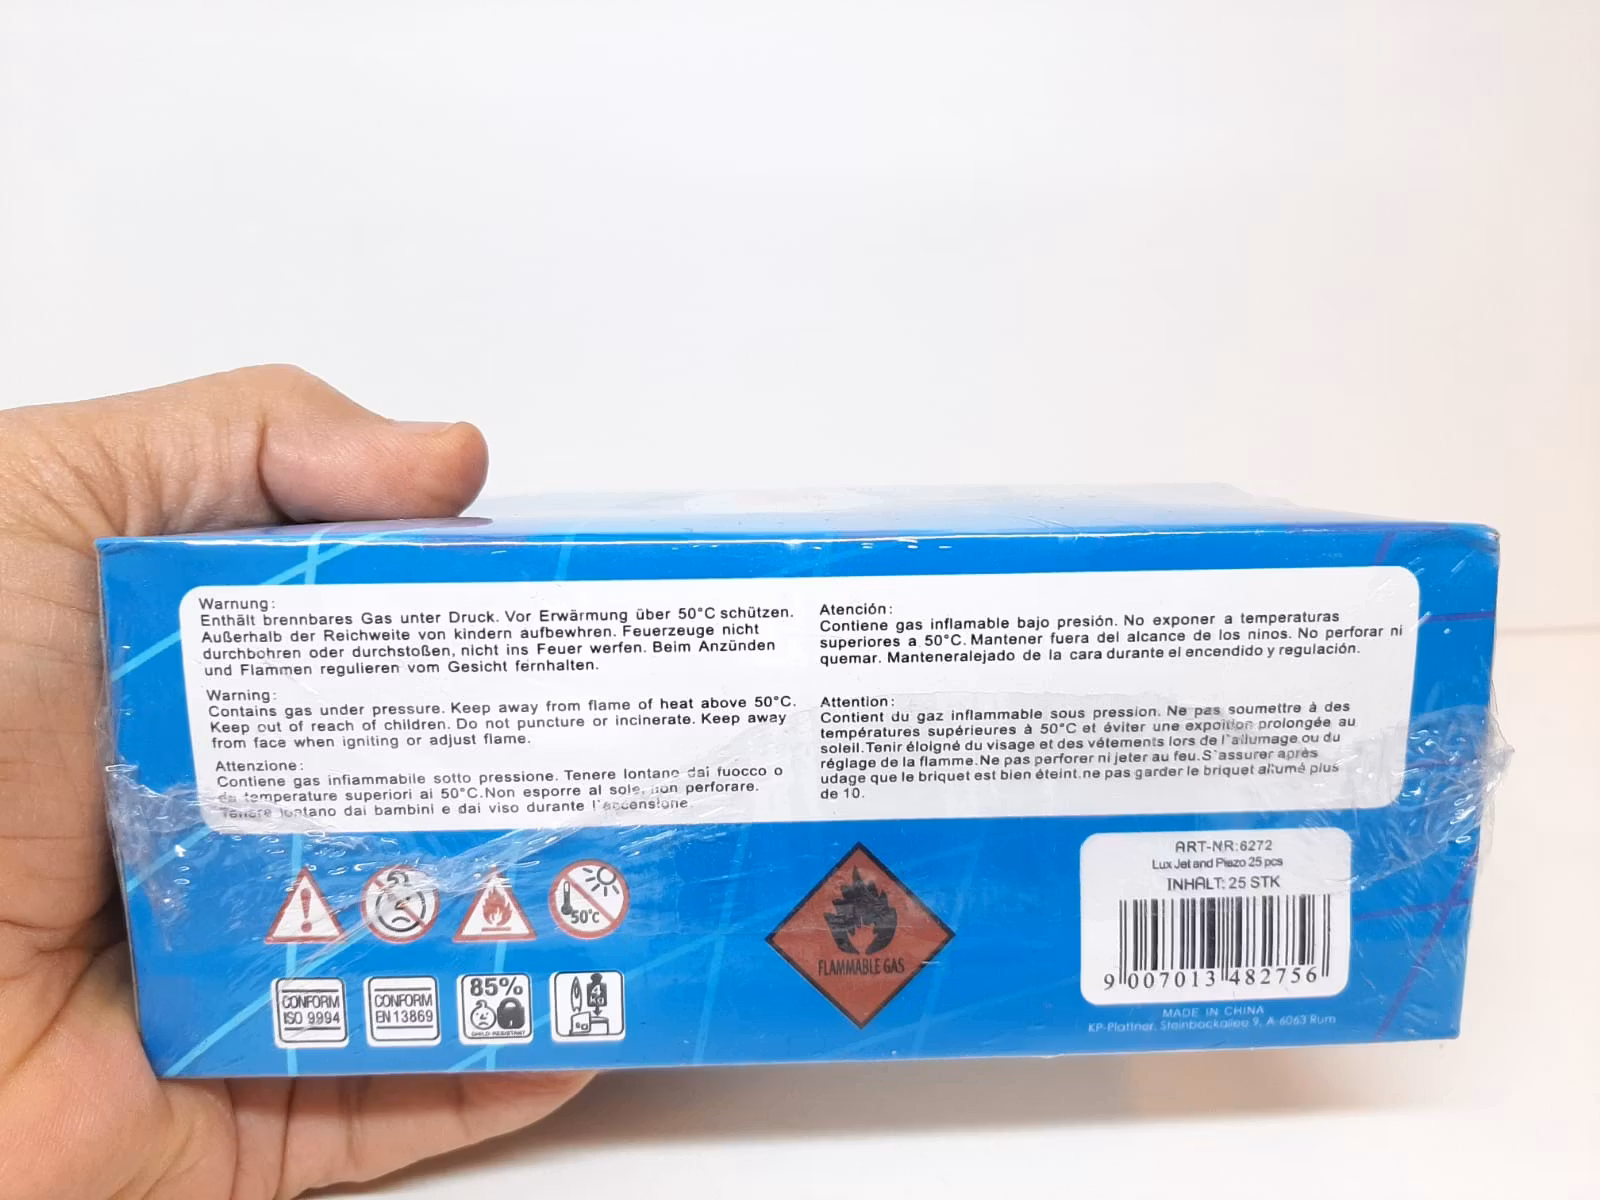 Warnung:
Enthält brennbares Gas unter Druck. Vor Erwärmung über 50°C schützen.
Außerhalb der Reichweite von kindern aufbewhren. Feuerzeuge nicht
durchbohren oder durchstoßen, nicht ins Feuer werfen. Beim Anzünden
und Flammen regulieren vom Gesicht fernhalten.
Warning:
Contains gas under pressure. Keep away from flame of heat above 50°C.
Keep out of reach of children. Do not puncture or incinerate. Keep away
from face when igniting or adjust flame.
Attenzione:
Contiene gas infiammabile sotto pressione. Tenere lontano dai fuocco o
da temperature superiori ai 50°C.Non esporre al sole, non perforare.
Tenere lontano dai bambini e dai viso durante l`accensione.
Atención:
Contiene gas inflamable bajo presión. No exponer a temperaturas
superiores a 50°C. Mantener fuera del alcance de los ninos. No perforar ni
quemar. Manteneralejado de la cara durante el encendido y regulación.
Attention:
Contient du gaz inflammable sous pression. Ne pas soumettre à des
températures supérieures à 50°C et éviter une expoition prolongée au
soleil.Tenir éloigné du visage et des vétements lors de l`allumage ou du
réglage de la flamme.Ne pas perforer ni jeter au feu.S`assurer après
udage que le briquet est bien éteint.ne pas garder le briquet allumé plus
de 10.
50°C
CONFORM
ISO 9994
CONFORM
EN 13869
85%
CHILD RESISTANT
4
KG
FLAMMABLE GAS
ART-NR:6272
Lux Jet and Piezo 25 pcs
INHALT: 25 STK
9 007013 482756
MADE IN CHINA
KP-Plattner, Steinbockallee 9, A-6063 Rum